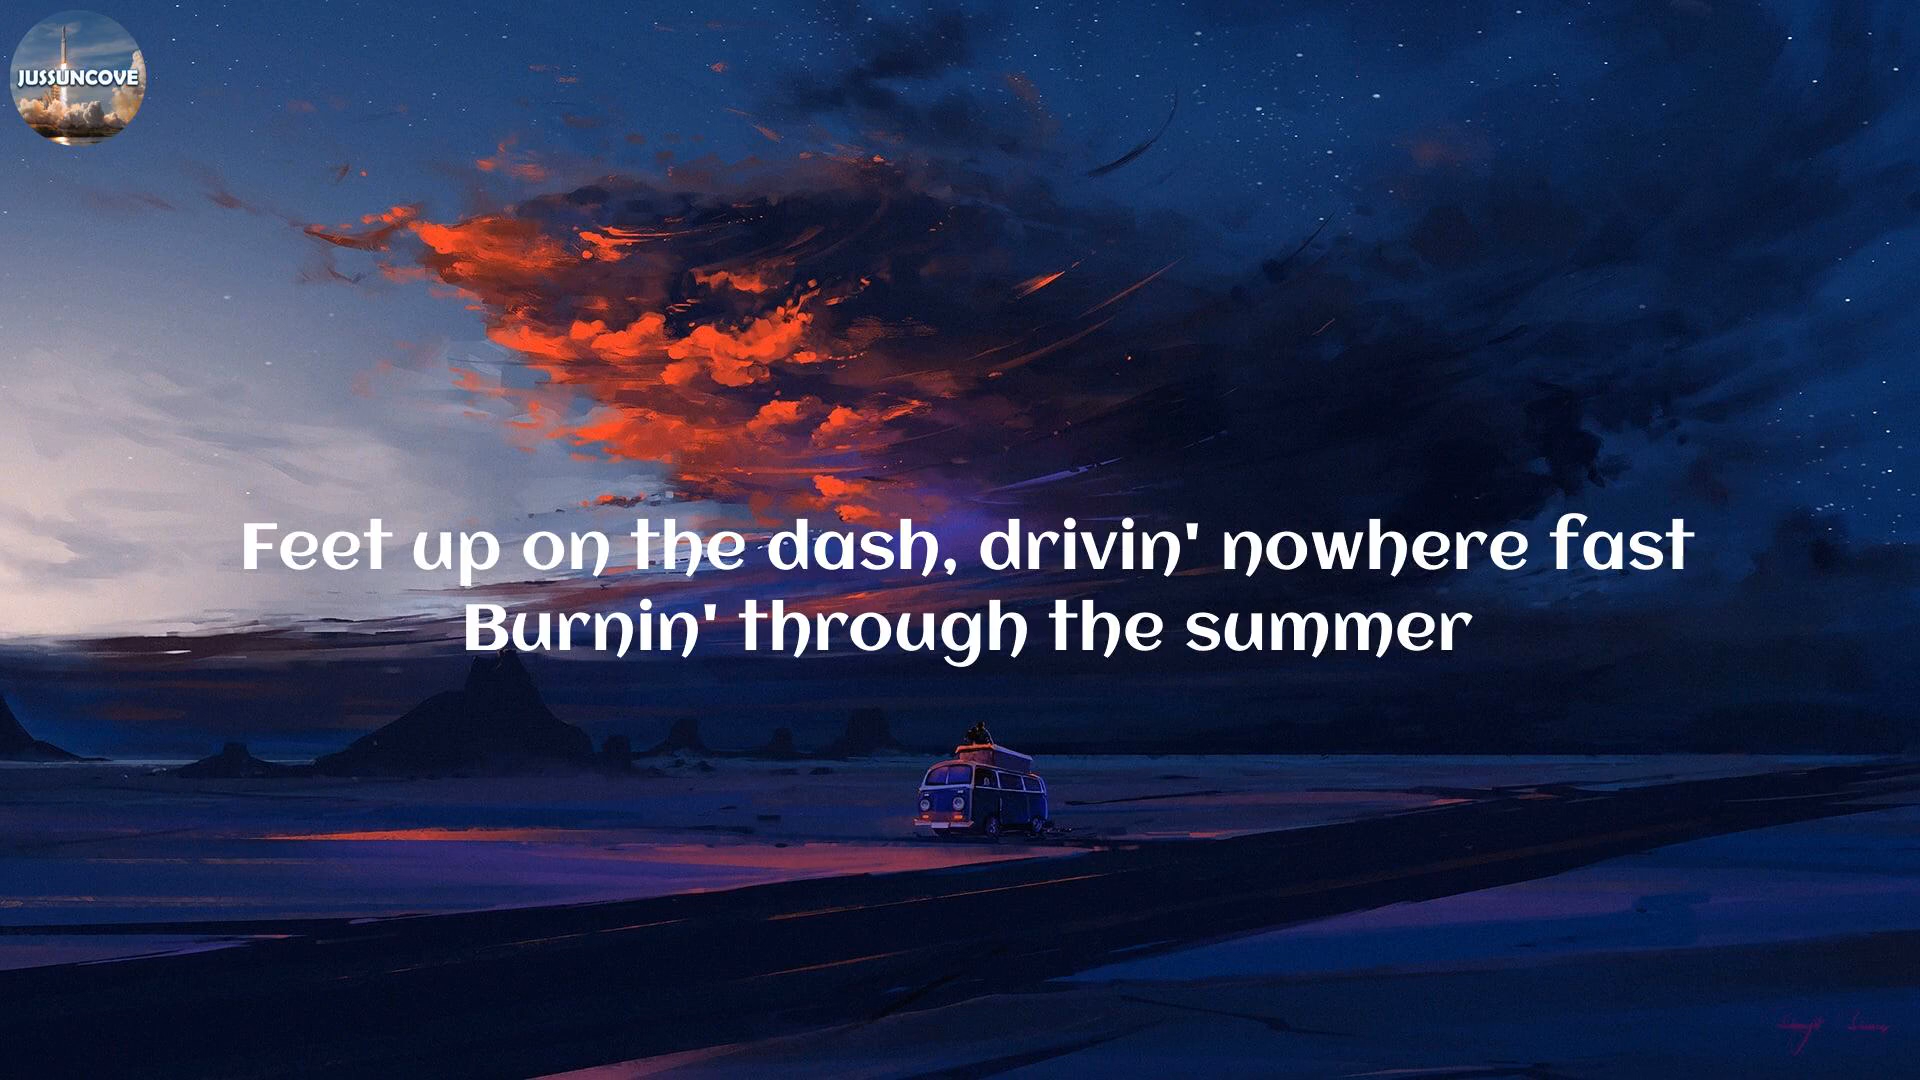 JUSSUNCOVE
Feet up on the dash, drivin' nowhere fast
Burnin' through the summer